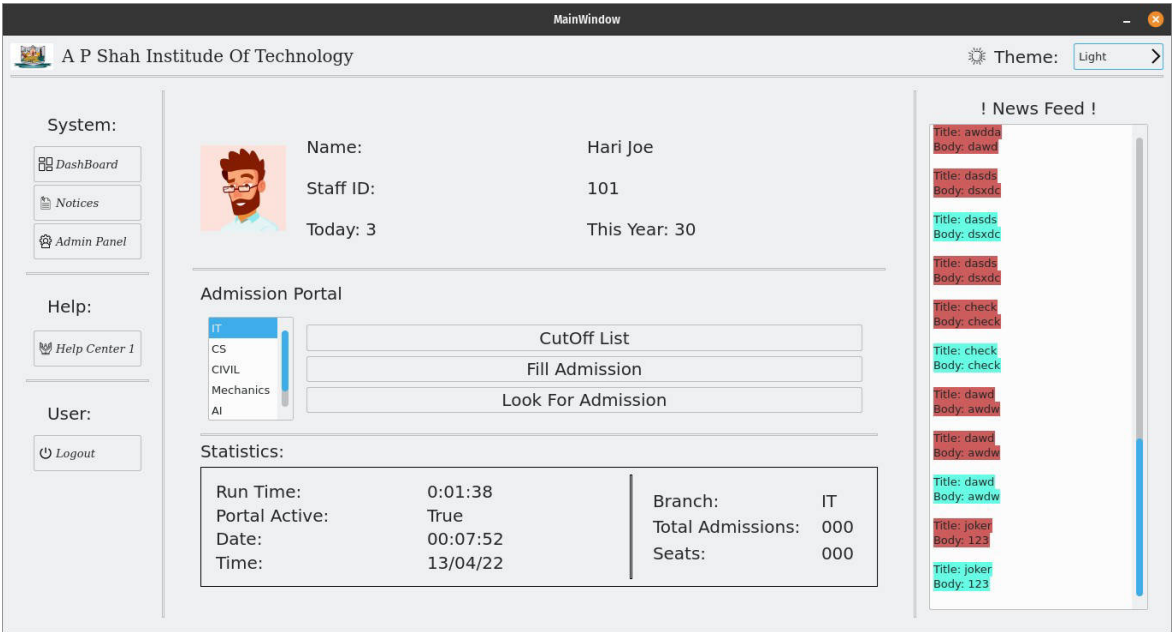 MainWindow
A P Shah Institute Of Technology
Theme:
Light
System:
DashBoard
Notices
Admin Panel
Help:
Help Center 1
User:
Logout
Name:
Hari Joe
Staff ID:
101
Today: 3
This Year: 30
Admission Portal
IT
CS
CIVIL
Mechanics
AI
CutOff List
Fill Admission
Look For Admission
Statistics:
Run Time:
0:01:38
Portal Active:
True
Date:
00:07:52
Time:
13/04/22
Branch:
IT
Total Admissions:
000
Seats:
000
! News Feed !
Title: awdda
Body: dawd
Title: dasds
Body: dsxdc
Title: dasds
Body: dsxdc
Title: dasds
Body: dsxdc
Title: check
Body: check
Title: check
Body: check
Title: dawd
Body: awdw
Title: dawd
Body: awdw
Title: dawd
Body: awdw
Title: joker
Body: 123
Title: joker
Body: 123